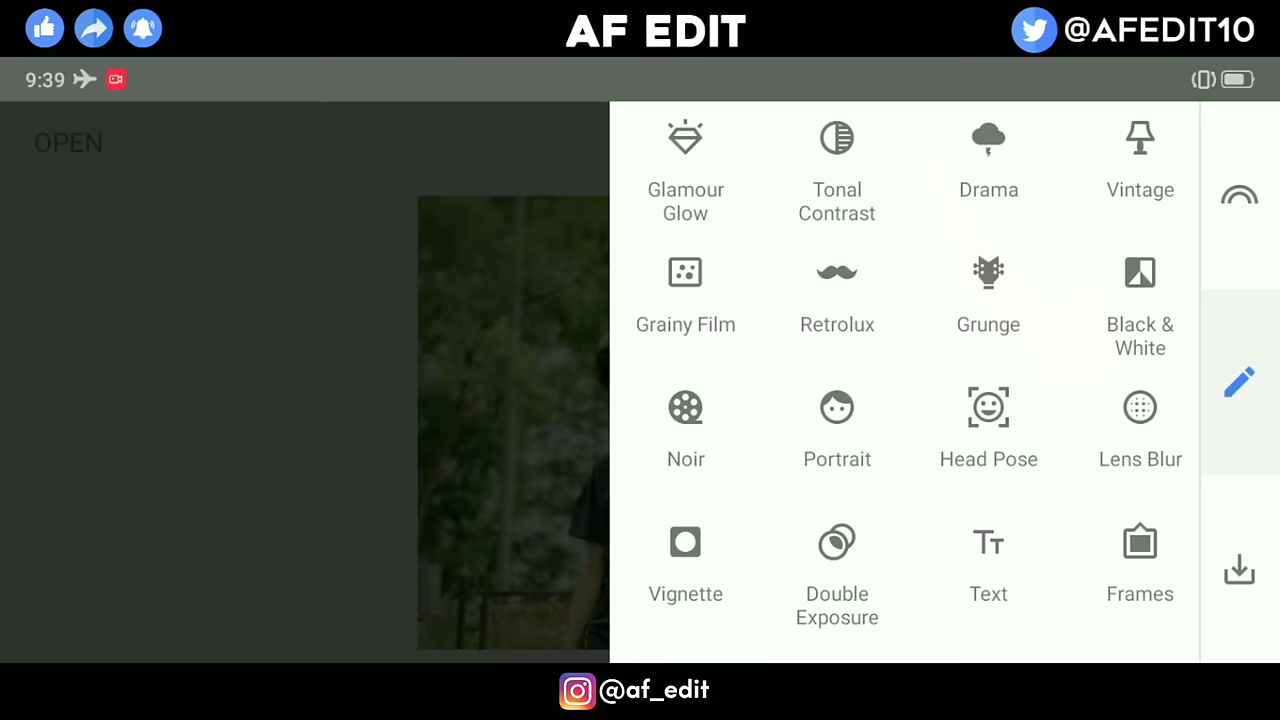 AF EDIT
@AFEDIT10
9:39
OPEN
Glamour
Glow
Tonal
Contrast
Drama
Vintage
Grainy Film
Retrolux
Grunge
Black &
White
Noir
Portrait
Head Pose
Lens Blur
Vignette
Double
Exposure
Text
Frames
@af_edit